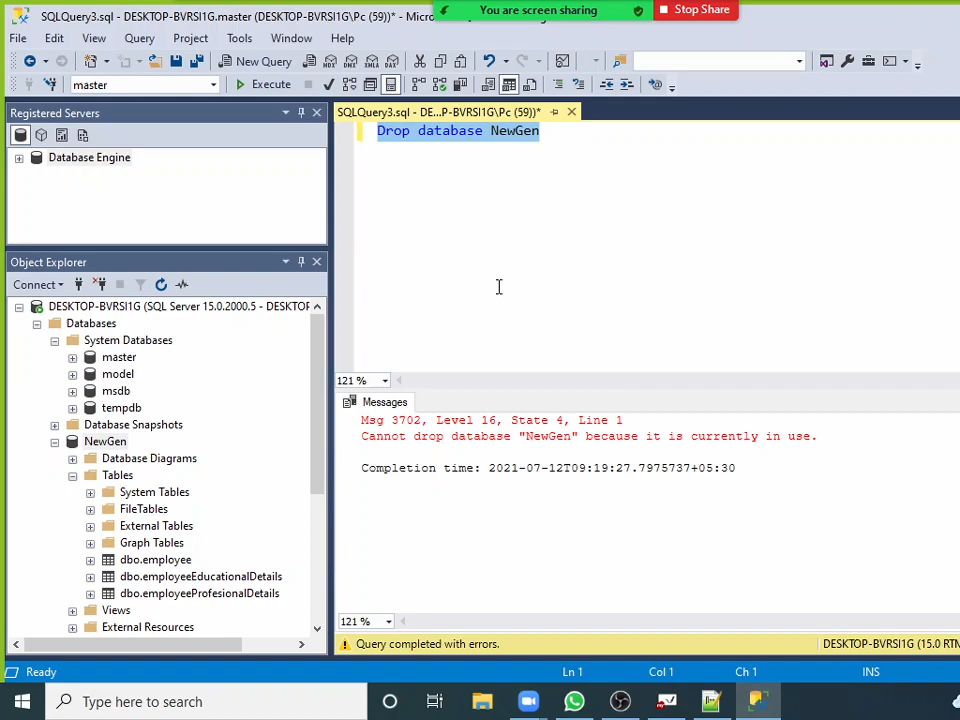 You are screen sharing
Stop Share
SQLQuery3.sql - DESKTOP-BVRSI1G.master (DESKTOP-BVRSI1G\Pc (59))* - Micro
File Edit View Query Project Tools Window Help
New Query
master
Execute
Registered Servers
Database Engine
Object Explorer
Connect
DESKTOP-BVRSI1G (SQL Server 15.0.2000.5 - DESKTOP
Databases
System Databases
master
model
msdb
tempdb
Database Snapshots
NewGen
Database Diagrams
Tables
System Tables
FileTables
External Tables
Graph Tables
dbo.employee
dbo.employeeEducationalDetails
dbo.employeeProfesionalDetails
Views
External Resources
SQLQuery3.sql - DE...P-BVRSI1G\Pc (59))*
Drop database NewGen
121 %
Messages
Msg 3702, Level 16, State 4, Line 1
Cannot drop database "NewGen" because it is currently in use.
Completion time: 2021-07-12T09:19:27.7975737+05:30
121 %
Query completed with errors.
DESKTOP-BVRSI1G (15.0 RTM
Ready
Ln 1
Col 1
Ch 1
INS
Type here to search